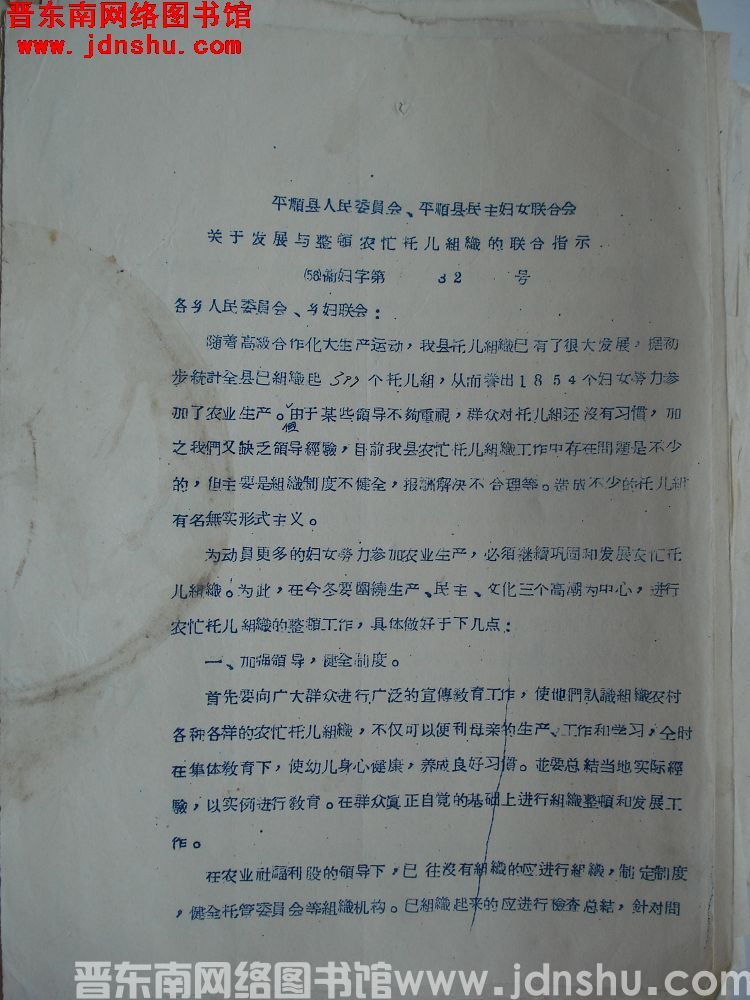 晋东南网络图书馆
www.jdnshu.com
平順县人民委員会、平順县民主妇女联合会
关于发展与整頓农忙托儿組織的联合指示
(56)福妇字第 32 号
各乡人民委員会、乡妇联会：
随着高級合作化大生产运动，我县托儿組織已有了很大发展，据初
步統計全县已組織起399个托儿組，从而騰出1854个妇女劳力参
加了农业生产。但由于某些领导不夠重視，群众对托儿組还沒有习慣，加
之我們又缺乏領导經驗，目前我县农忙托儿組織工作中存在問題是不少
的，但主要是組織制度不健全，报酬解决不合理等。造成不少的托儿組
有名無实形式主义。
为动員更多的妇女劳力参加农业生产，必須继續巩固和发展农忙托
儿組織。为此，在今冬要圍繞生产、民主、文化三个高潮为中心，进行
农忙托儿組織的整頓工作，具体做好于下几点：
一、加强領导，健全制度。
首先要向广大群众进行广泛的宣傳敎育工作，使他們認識組織农村
各种各样的农忙托儿組織，不仅可以便利母亲的生产、工作和学习，仝时
在集体敎育下，使幼儿身心健康，养成良好习慣。並要总結当地实际經
驗，以实例进行敎育。在群众眞正自覚的基础上进行組織整頓和发展工
作。
在农业社福利股的領导下，已往沒有組織的应进行組織，制定制度
，健全托管委員会等組織机构。已組織起来的应进行檢查总結，針对問
晋东南网络图书馆www.jdnshu.com